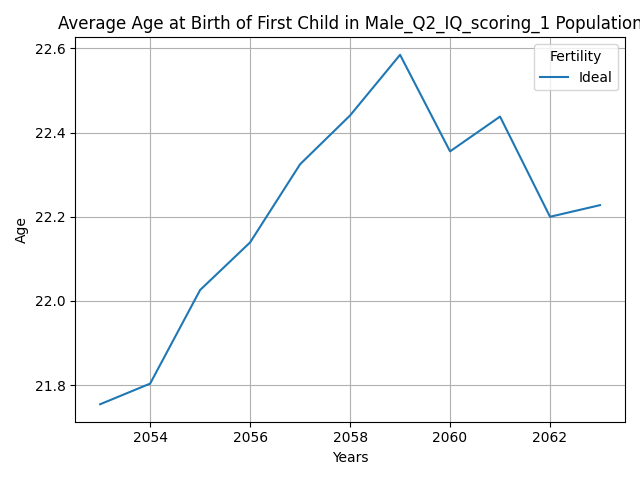 Average Age at Birth of First Child in Male_Q2_IQ_scoring_1 Population
Fertility
Ideal
22.6
22.4
22.2
22.0
21.8
Age
2054 2056 2058 2060 2062
Years